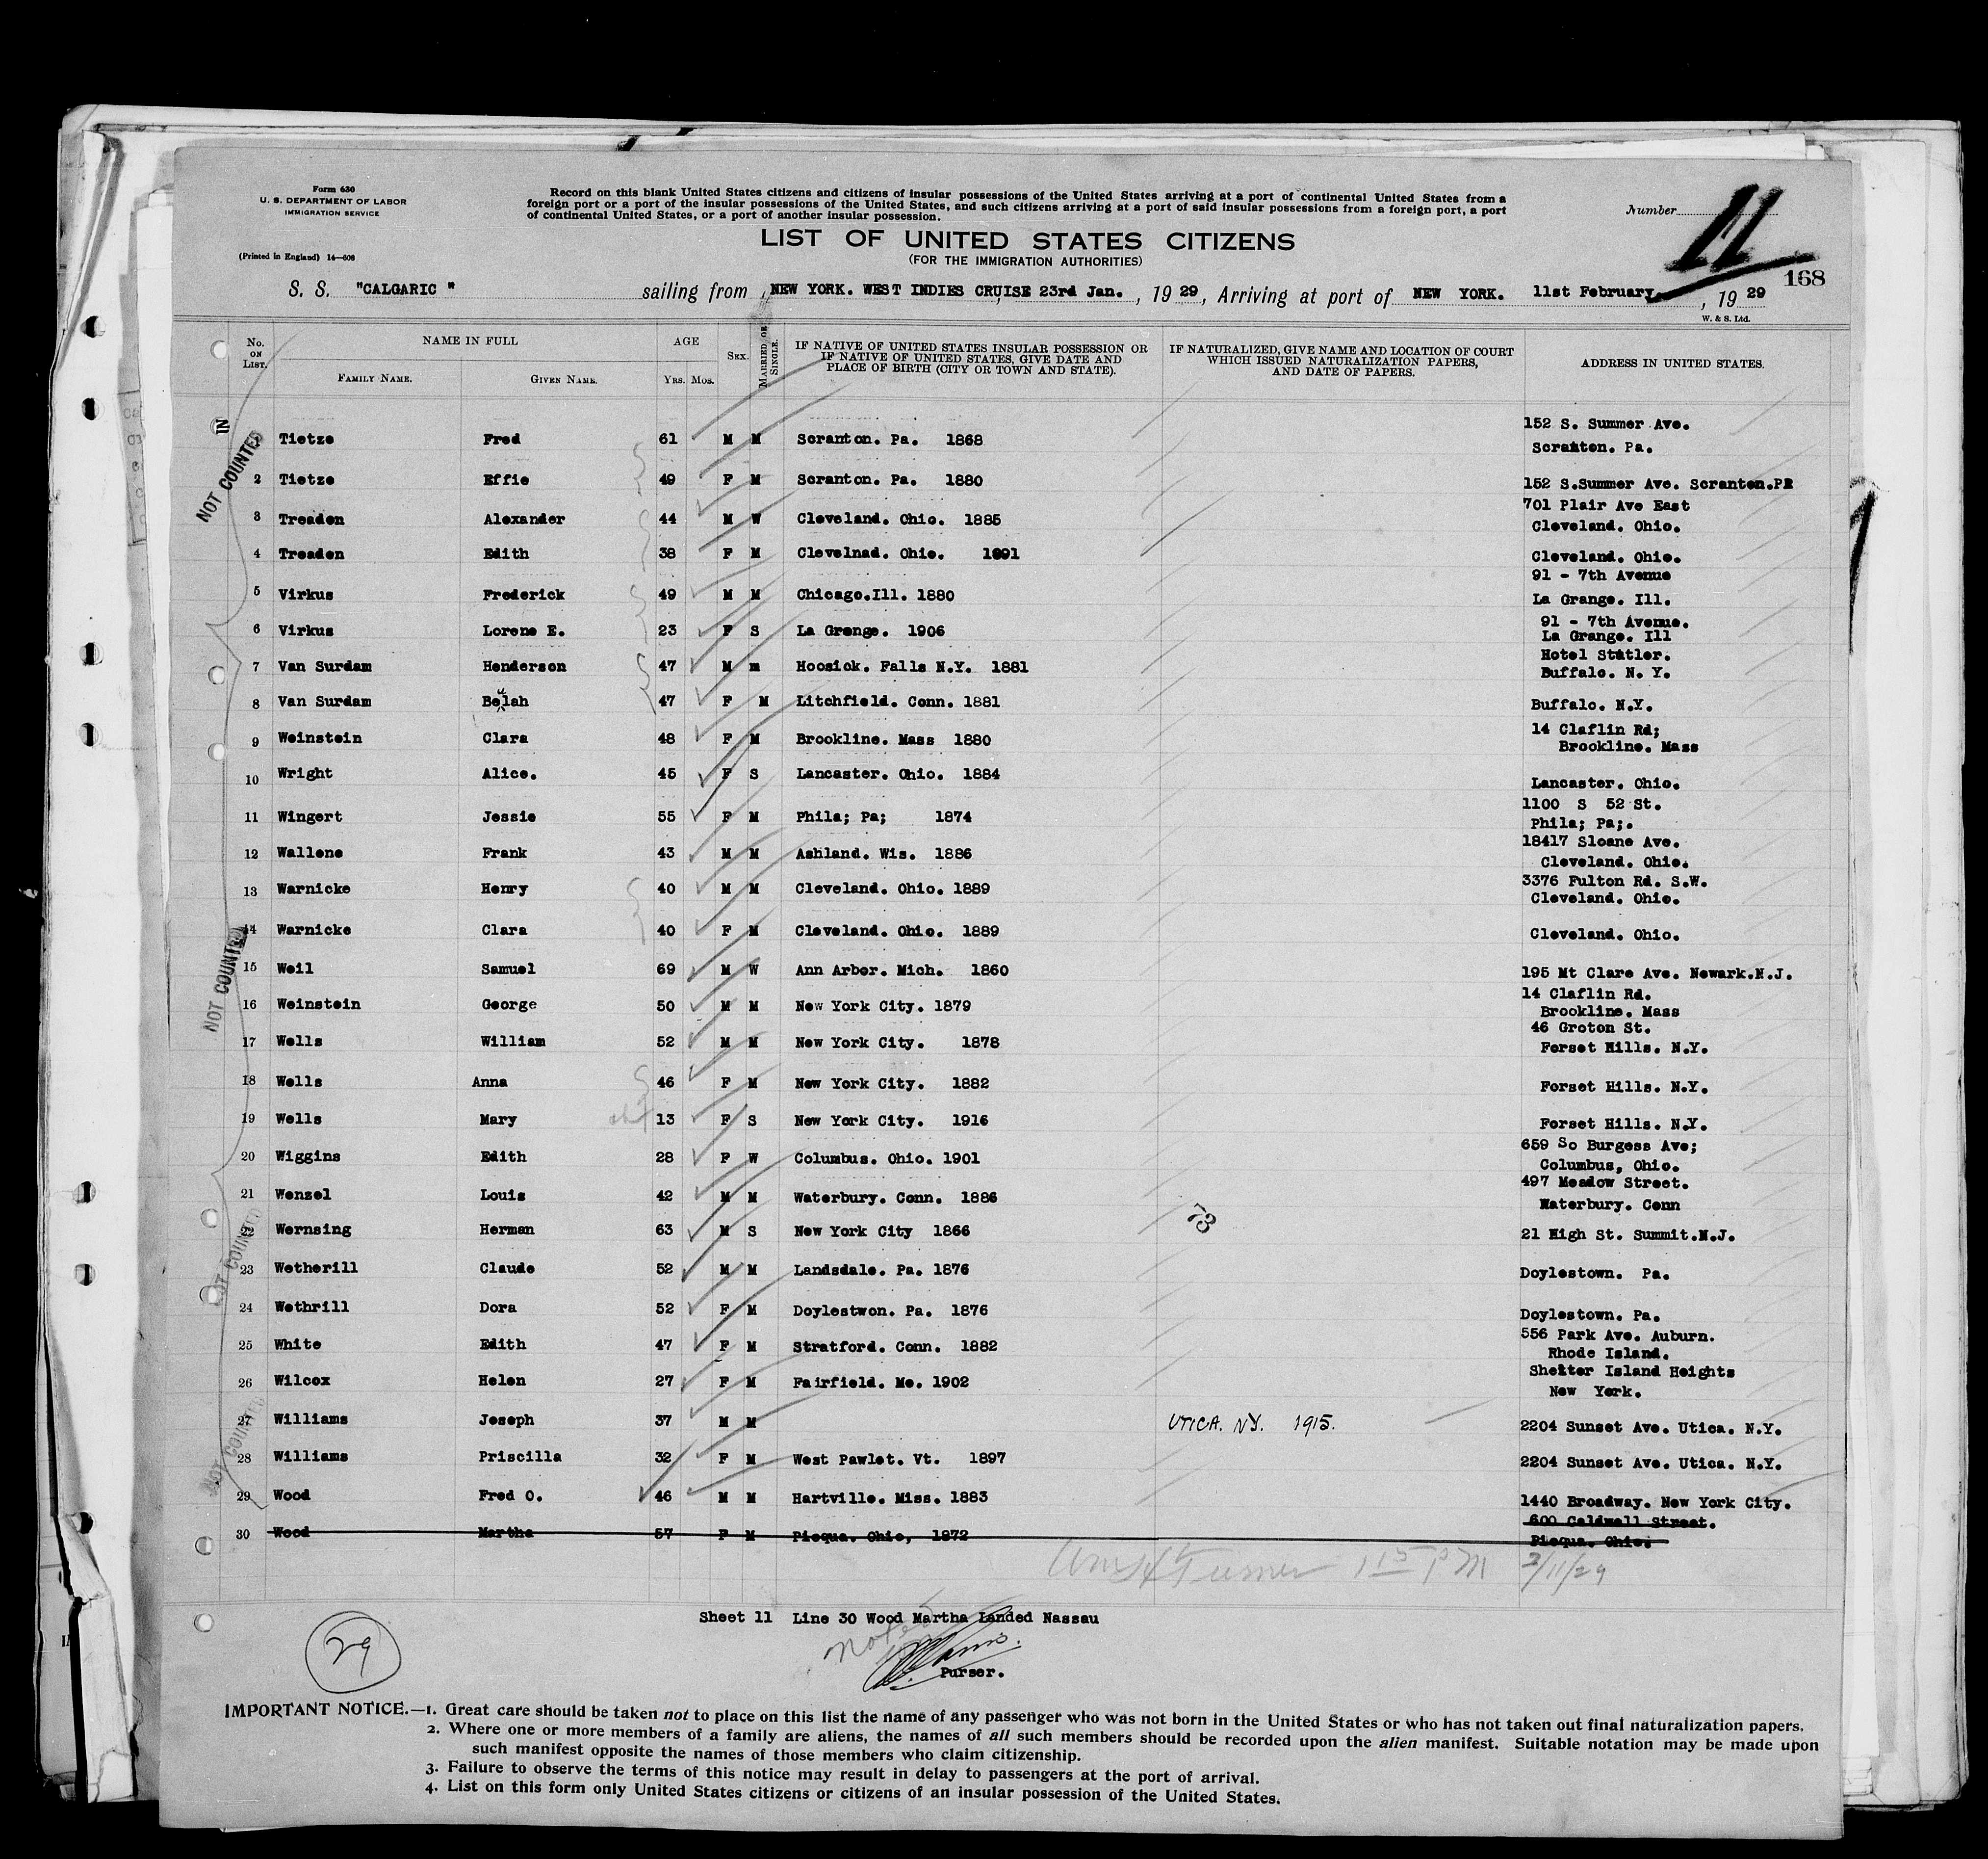 Form 630
U. S. DEPARTMENT OF LABOR
IMMIGRATION SERVICE
(Printed in England) 14—608
Record on this blank United States citizens and citizens of insular possessions of the United States arriving at a port of continental United States from a
foreign port or a port of the insular possessions of the United States, and such citizens arriving at a port of said insular possessions from a foreign port, a port
of continental United States, or a port of another insular possession.
Number 11
LIST OF UNITED STATES CITIZENS
(FOR THE IMMIGRATION AUTHORITIES)
168
S. S. "CALGARIC " sailing from NEW YORK. WEST INDIES CRUISE 23rd Jan. , 19 29 , Arriving at port of NEW YORK. 11st February. , 19 29
W. & S. Ltd.
No. ON LIST. NAME IN FULL AGE SEX. MARRIED OR SINGLE. IF NATIVE OF UNITED STATES INSULAR POSSESSION OR IF NATIVE OF UNITED STATES, GIVE DATE AND PLACE OF BIRTH (CITY OR TOWN AND STATE). IF NATURALIZED, GIVE NAME AND LOCATION OF COURT WHICH ISSUED NATURALIZATION PAPERS, AND DATE OF PAPERS. ADDRESS IN UNITED STATES.
FAMILY NAME. GIVEN NAME. YRS. MOS.
IN
NOT COUNTED
1 Tietze Fred 61 M M Scranton. Pa. 1868 152 S. Summer Ave. Scranton. Pa.
2 Tietze Effie 49 F M Scranton. Pa. 1880 152 S.Summer Ave. Scranton.PA
3 Treaden Alexander 44 M W Cleveland. Ohio. 1885 701 Plair Ave East Cleveland. Ohio.
4 Treaden Edith 38 F M Clevelnad. Ohio. 1891 Cleveland. Ohio.
5 Virkus Frederick 49 M M Chicago.Ill. 1880 91 - 7th Avenue La Grange. Ill.
6 Virkus Lorene E. 23 F S La Grenge. 1906 91 - 7th Avenue. La Grange. Ill
7 Van Surdam Henderson 47 M m Hoosick. Falls N.Y. 1881 Hotel Statler. Buffalo. N. Y.
8 Van Surdam Beulah 47 F M Litchfield. Conn. 1881 Buffalo. N.Y.
9 Weinstein Clara 48 F M Brookline. Mass 1880 14 Claflin Rd; Brookline. Mass
10 Wright Alice. 45 F S Lancaster. Ohio. 1884 Lancaster. Ohio.
11 Wingert Jessie 55 F M Phila; Pa; 1874 1100 S 52 St. Phila; Pa;.
12 Wallene Frank 43 M M Ashland. Wis. 1886 18417 Sloane Ave. Cleveland. Ohio.
13 Warnicke Henry 40 M M Cleveland. Ohio. 1889 3376 Fulton Rd. S.W. Cleveland. Ohio.
14 Warnicke Clara 40 F M Cleveland. Ohio. 1889 Cleveland. Ohio.
NOT COUNTED
15 Weil Samuel 69 M W Ann Arbor. Mich. 1860 195 Mt Clare Ave. Newark.N.J.
16 Weinstein George 50 M M New York City. 1879 14 Claflin Rd. Brookline. Mass
17 Wells William 52 M M New York City. 1878 46 Groton St. Forset Hills. N.Y.
18 Wells Anna 46 F M New York City. 1882 Forset Hills. N.Y.
19 Wells Mary 13 F S New York City. 1916 Forset Hills. N.Y.
20 Wiggins Edith 28 F W Columbus. Ohio. 1901 659 So Burgess Ave; Columbus, Ohio.
21 Wenzel Louis 42 M M Waterbury. Conn. 1886 497 Meadow Street. Waterbury. Conn
73
22 Wernsing Herman 63 M S New York City 1866 21 High St. Summit.N.J.
NOT COUNTED
23 Wetherill Claude 52 M M Landsdale. Pa. 1876 Doylestown. Pa.
24 Wethrill Dora 52 F M Doylestwon. Pa. 1876 Doylestown. Pa.
25 White Edith 47 F M Stratford. Conn. 1882 556 Park Ave. Auburn. Rhode Island.
26 Wilcox Helen 27 F M Fairfield. Me. 1902 Shelter Island Heights New York.
27 Williams Joseph 37 M M UTICA. NY. 1915. 2204 Sunset Ave. Utica. N.Y.
NOT COUNTED
28 Williams Priscilla 32 F M West Pawlet. Vt. 1897 2204 Sunset Ave. Utica. N.Y.
29 Wood Fred O. 46 M M Hartville. Miss. 1883 1440 Broadway. New York City.
30 Wood Martha 57 F M Piequa. Ohio, 1872 600 Caldwell Street. Piequa. Ohio.
Turner 1 15 PM 2/11/29
Sheet 11 Line 30 Wood Martha Landed Nassau
Noted
29
Purser.
IMPORTANT NOTICE.—1. Great care should be taken not to place on this list the name of any passenger who was not born in the United States or who has not taken out final naturalization papers.
2. Where one or more members of a family are aliens, the names of all such members should be recorded upon the alien manifest. Suitable notation may be made upon
such manifest opposite the names of those members who claim citizenship.
3. Failure to observe the terms of this notice may result in delay to passengers at the port of arrival.
4. List on this form only United States citizens or citizens of an insular possession of the United States.